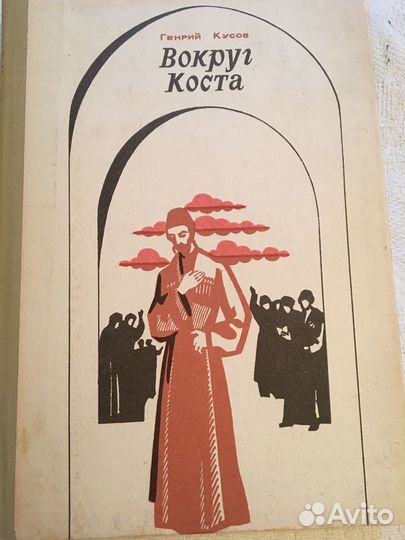 Генрий Кусов
Вокруг
Коста
Avito